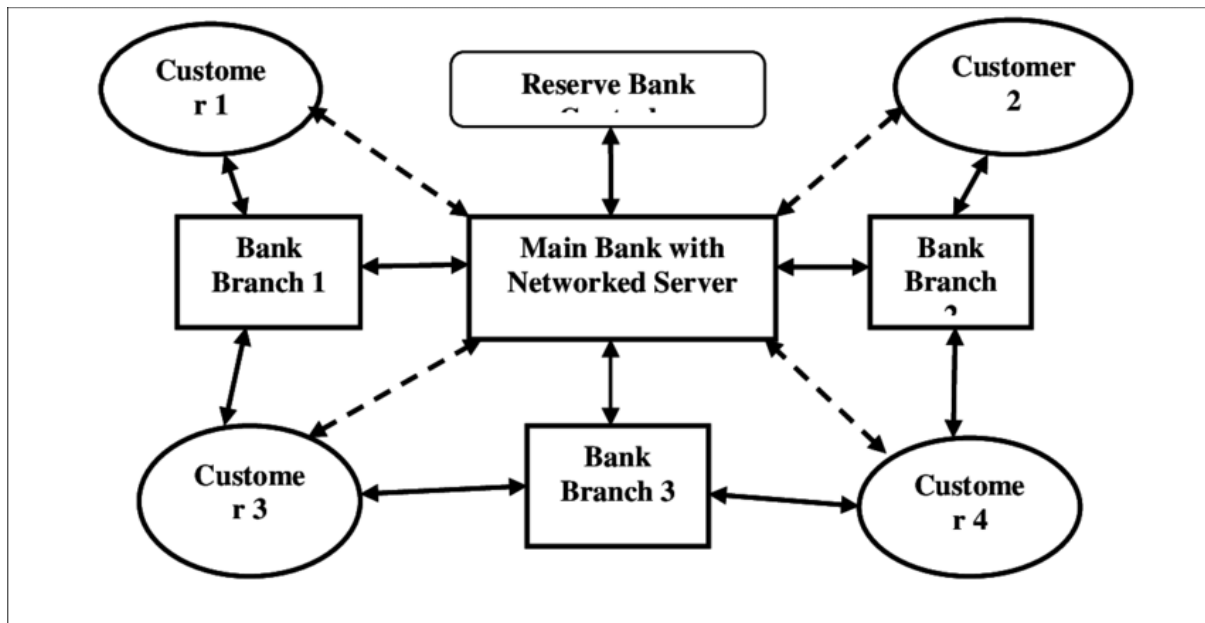 Custome
r 1
Reserve Bank
Customer
2
Bank
Branch 1
Main Bank with
Networked Server
Bank
Branch
Custome
r 3
Bank
Branch 3
Custome
r 4